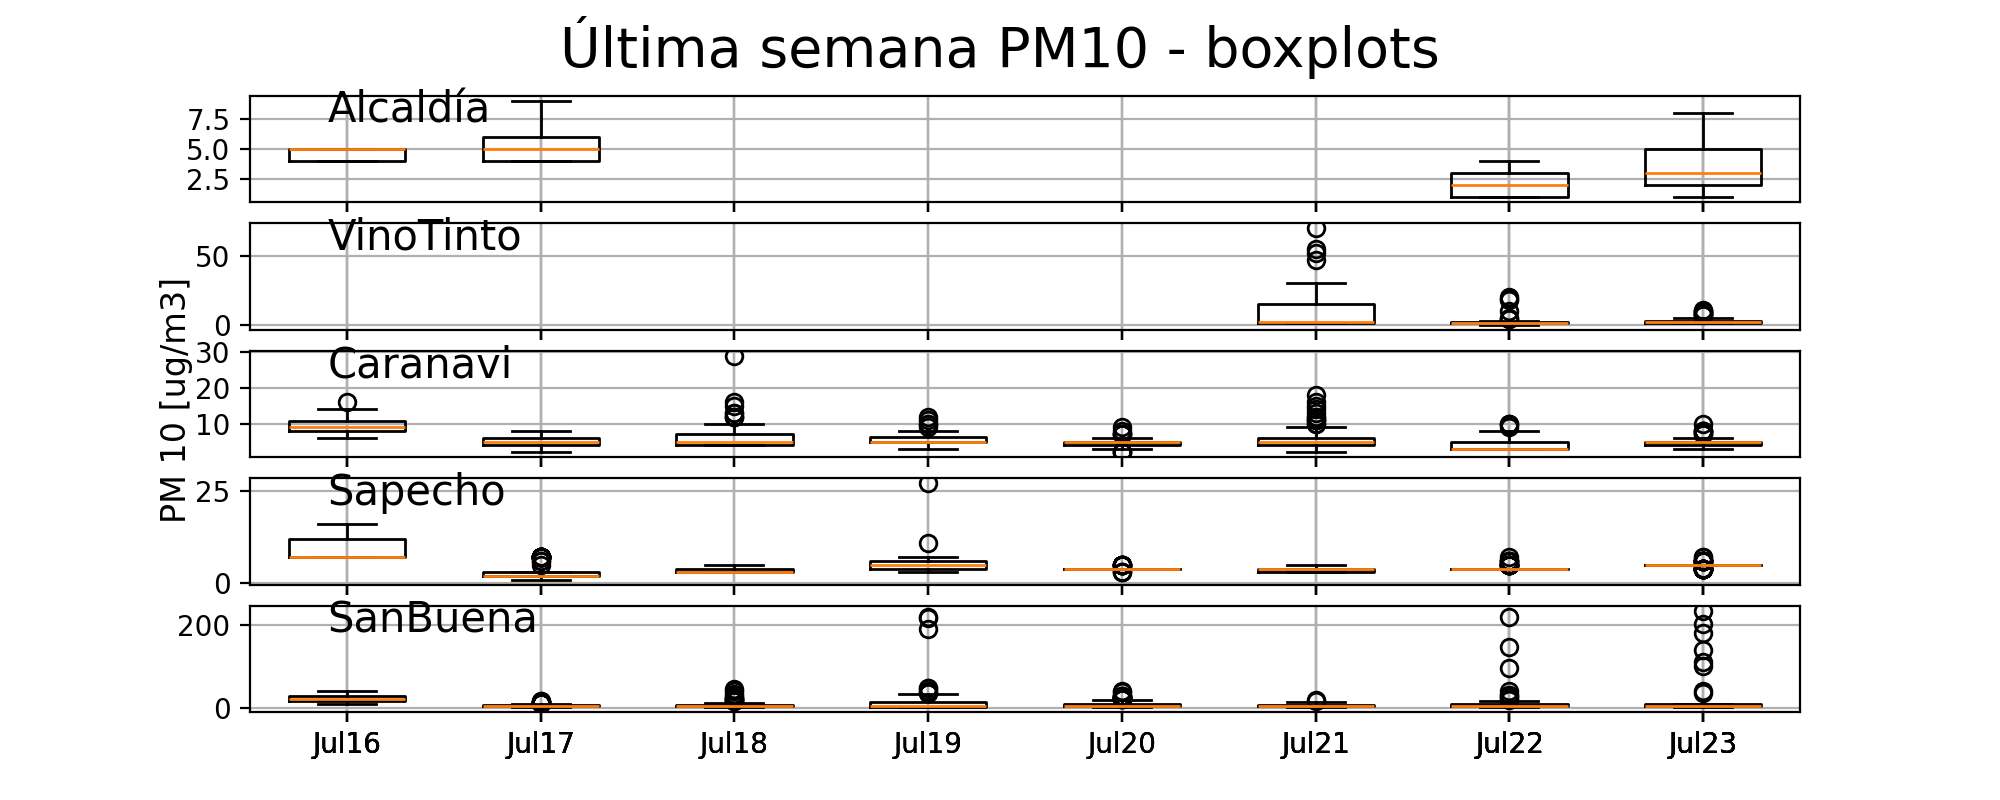 Última semana PM10 - boxplots
Alcaldía
7.5
5.0
2.5
VinoTinto
50
0
PM 10 [ug/m3]
Caranavi
30
20
10
Sapecho
25
0
SanBuena
200
0
Jul16 Jul17 Jul18 Jul19 Jul20 Jul21 Jul22 Jul23